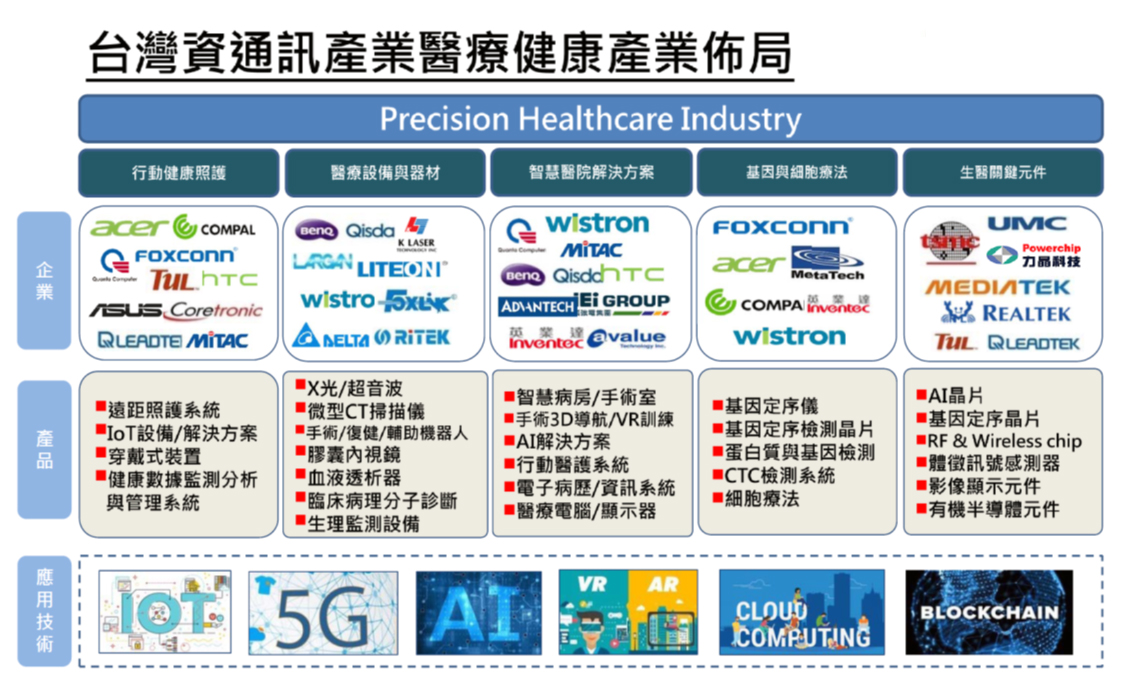 台灣資通訊產業醫療健康產業佈局
Precision Healthcare Industry
行動健康照護
醫療設備與器材
智慧醫院解決方案
基因與細胞療法
生醫關鍵元件
企業
acer COMPAL
Quanta Computer FOXCONN
TUL hTC
ASUS Coretronic
LEADTE MiTAC
BenQ Qisda K LASER
TECHNOLOGY INC
LARGAN LITEON
wistro FOXLINK
DELTA RiTEK
Quanta Computer wistron
MiTAC
BenQ Qisda hTC
ADVANTECH iEi GROUP
英業達
Inventec avalue
Technology Inc.
FOXCONN
acer MetaTech
COMPA 英業達
Inventec
wistron
tsmc UMC
Powerchip
力晶科技
MEDIATEK
REALTEK
TUL LEADTEK
產品
遠距照護系統
IoT設備/解決方案
穿戴式裝置
健康數據監測分析
與管理系統
X光/超音波
微型CT掃描儀
手術/復健/輔助機器人
膠囊內視鏡
血液透析器
臨床病理分子診斷
生理監測設備
智慧病房/手術室
手術3D導航/VR訓練
AI解決方案
行動醫護系統
電子病歷/資訊系統
醫療電腦/顯示器
基因定序儀
基因定序檢測晶片
蛋白質與基因檢測
CTC檢測系統
細胞療法
AI晶片
基因定序晶片
RF & Wireless chip
體徵訊號感測器
影像顯示元件
有機半導體元件
應用技術
IOT
5G
AI
VR AR
CLOUD
COMPUTING
BLOCKCHAIN